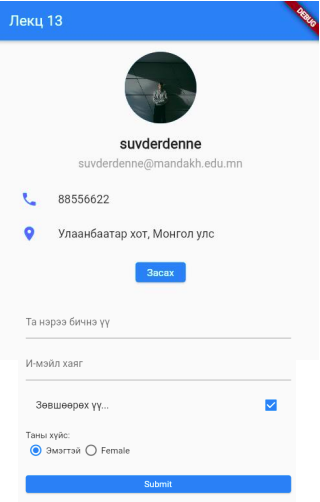 Лекц 13
DEBUG
suvderdenne
suvderdenne@mandakh.edu.mn
88556622
Улаанбаатар хот, Монгол улс
Засах
Та нэрээ бичнэ үү
И-мэйл хаяг
Зөвшөөрөх үү...
Таны хүйс:
Эмэгтэй Female
Submit